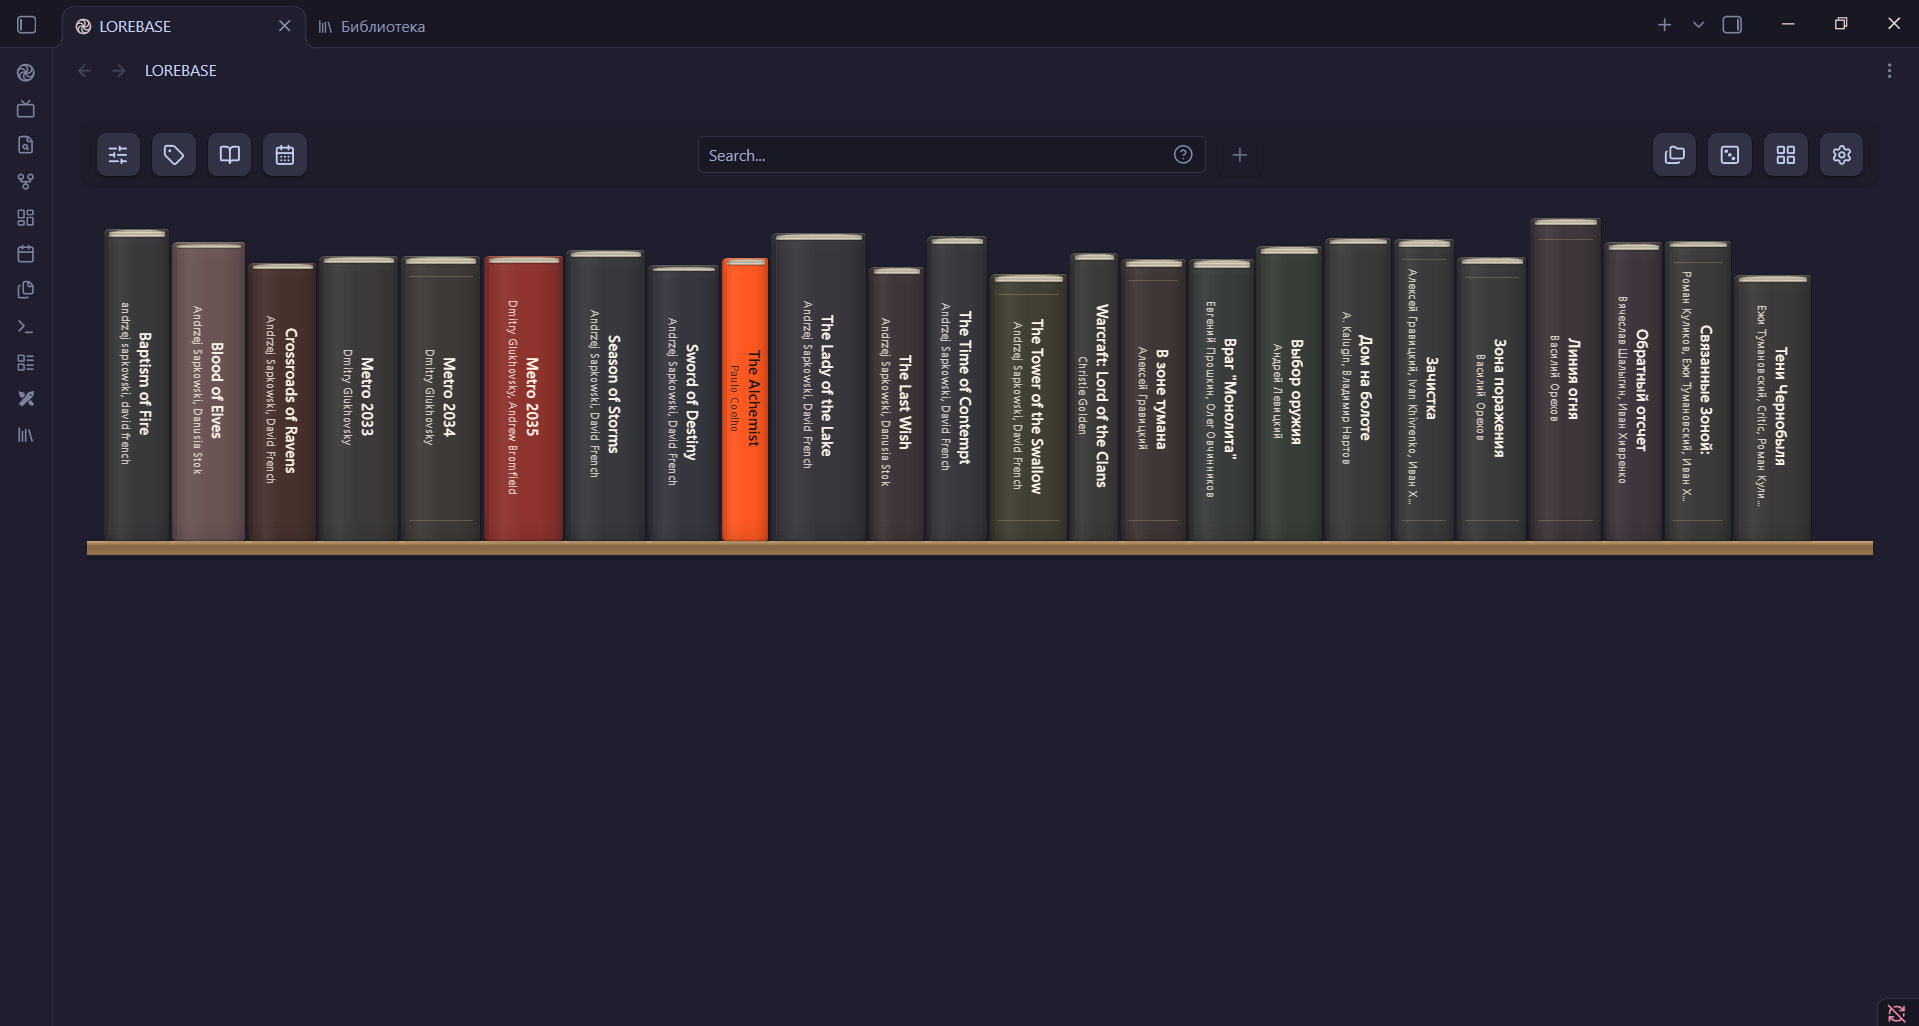 LOREBASE
Библиотека
LOREBASE
Search...
Baptism of Fire
andrzej sapkowski, david french
Blood of Elves
Andrzej Sapkowski, Danusia Stok
Crossroads of Ravens
Andrzej Sapkowski, David French
Metro 2033
Dmitry Glukhovsky
Metro 2034
Dmitry Glukhovsky
Metro 2035
Dmitry Glukhovsky, Andrew Bromfield
Season of Storms
Andrzej Sapkowski, David French
Sword of Destiny
Andrzej Sapkowski, David French
The Alchemist
Paulo Coelho
The Lady of the Lake
Andrzej Sapkowski, David French
The Last Wish
Andrzej Sapkowski, Danusia Stok
The Time of Contempt
Andrzej Sapkowski, David French
The Tower of the Swallow
Andrzej Sapkowski, David French
Warcraft: Lord of the Clans
Christie Golden
В зоне тумана
Алексей Гравицкий
Враг "Монолита"
Евгений Прошкин, Олег Овчинников
Выбор оружия
Андрей Левицкий
Дом на болоте
A. Kalugin, Владимир Нартов
Зачистка
Алексей Гравицкий, Ivan Khivrenko, Иван Х...
Зона поражения
Василий Орехов
Линия огня
Василий Орехов
Обратный отсчет
Вячеслав Шалыгин, Иван Хивренко
Связанные Зоной:
Роман Куликов, Ежи Тумановский, Иван Х...
Тени Чернобыля
Ежи Тумановский, Critic, Роман Кули...